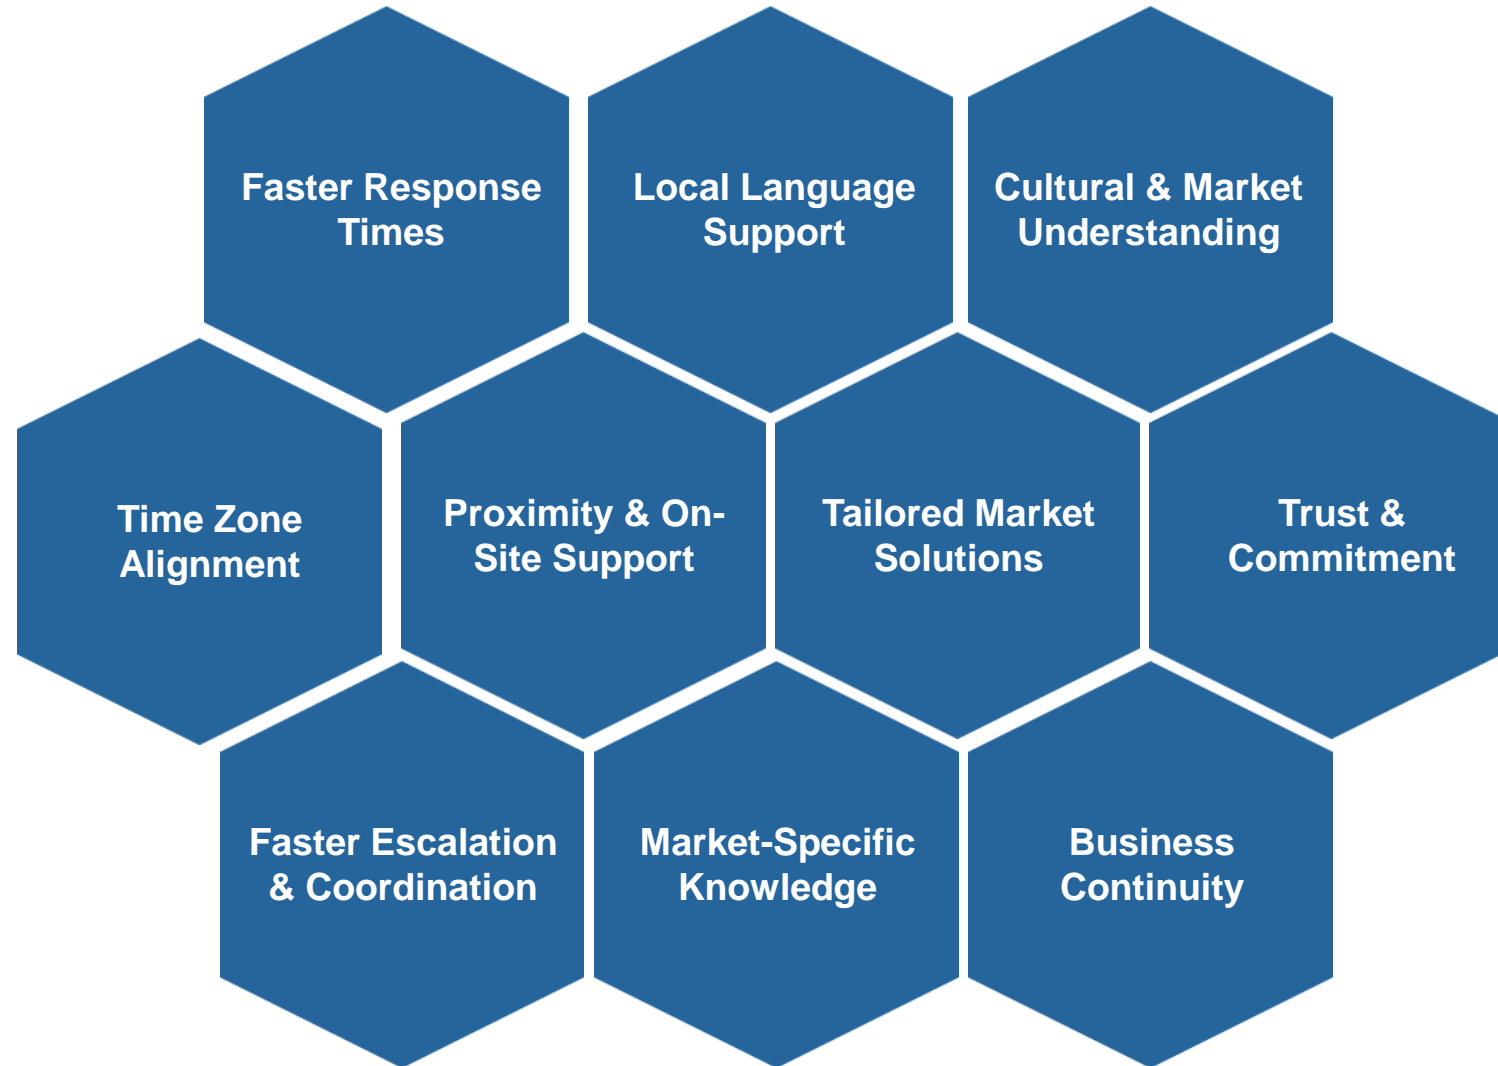 Faster Response
Times
Local Language
Support
Cultural & Market
Understanding
Time Zone
Alignment
Proximity & On-
Site Support
Tailored Market
Solutions
Trust &
Commitment
Faster Escalation
& Coordination
Market-Specific
Knowledge
Business
Continuity